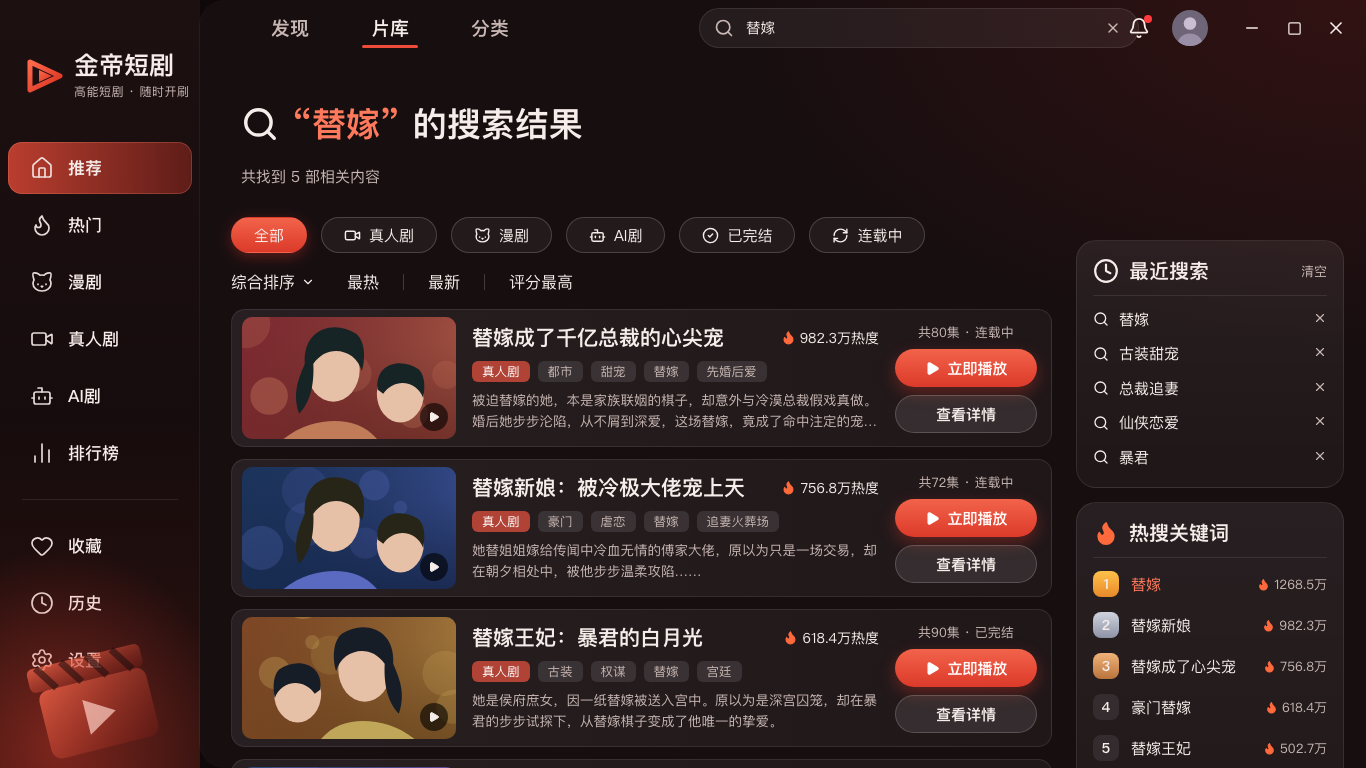 金帝短剧
高能短剧 · 随时开刷
推荐
热门
漫剧
真人剧
AI剧
排行榜
收藏
历史
设置
发现 片库 分类
替嫁
“替嫁” 的搜索结果
共找到 5 部相关内容
全部 真人剧 漫剧 AI剧 已完结 连载中
综合排序 最热 最新 评分最高
替嫁成了千亿总裁的心尖宠 982.3万热度
真人剧 都市 甜宠 替嫁 先婚后爱
被迫替嫁的她，本是家族联姻的棋子，却意外与冷漠总裁假戏真做。
婚后她步步沦陷，从不屑到深爱，这场替嫁，竟成了命中注定的宠…
共80集 · 连载中
立即播放
查看详情
替嫁新娘：被冷极大佬宠上天 756.8万热度
真人剧 豪门 虐恋 替嫁 追妻火葬场
她替姐姐嫁给传闻中冷血无情的傅家大佬，原以为只是一场交易，却
在朝夕相处中，被他步步温柔攻陷……
共72集 · 连载中
立即播放
查看详情
替嫁王妃：暴君的白月光 618.4万热度
真人剧 古装 权谋 替嫁 宫廷
她是侯府庶女，因一纸替嫁被送入宫中。原以为是深宫囚笼，却在暴
君的步步试探下，从替嫁棋子变成了他唯一的挚爱。
共90集 · 已完结
立即播放
查看详情
最近搜索 清空
替嫁
古装甜宠
总裁追妻
仙侠恋爱
暴君
热搜关键词
1 替嫁 1268.5万
2 替嫁新娘 982.3万
3 替嫁成了心尖宠 756.8万
4 豪门替嫁 618.4万
5 替嫁王妃 502.7万